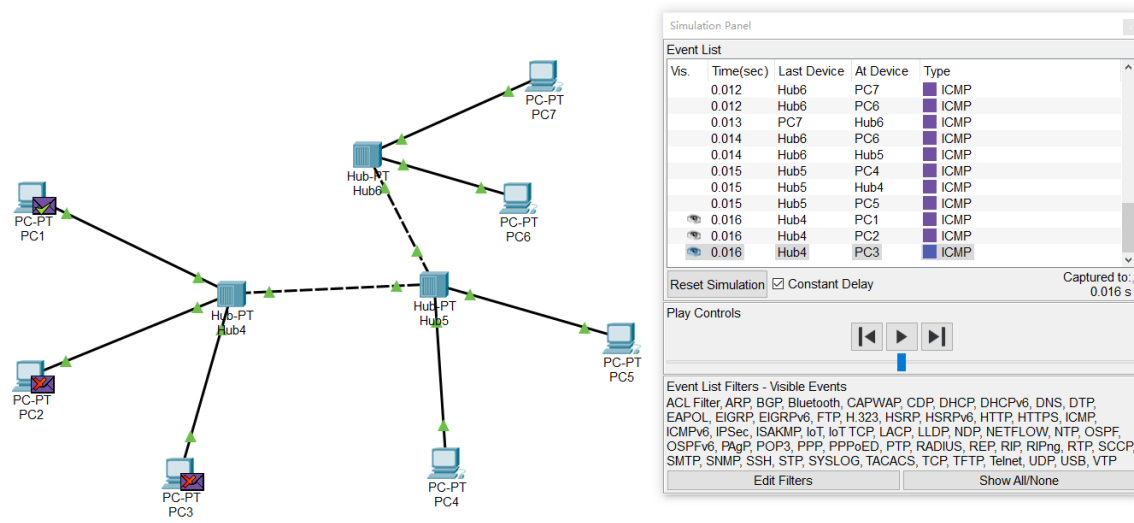 PC-PT
PC7
Hub-PT
Hub6
PC-PT
PC6
PC-PT
PC1
Hub-PT
Hub4
Hub-PT
Hub5
PC-PT
PC5
PC-PT
PC2
PC-PT
PC4
PC-PT
PC3
Simulation Panel
Event List
Vis. Time(sec) Last Device At Device Type
0.012 Hub6 PC7 ICMP
0.012 Hub6 PC6 ICMP
0.013 PC7 Hub6 ICMP
0.014 Hub6 PC6 ICMP
0.014 Hub6 Hub5 ICMP
0.015 Hub5 PC4 ICMP
0.015 Hub5 Hub4 ICMP
0.015 Hub5 PC5 ICMP
0.016 Hub4 PC1 ICMP
0.016 Hub4 PC2 ICMP
0.016 Hub4 PC3 ICMP
Reset Simulation Constant Delay Captured to:
0.016 s
Play Controls
Event List Filters - Visible Events
ACL Filter, ARP, BGP, Bluetooth, CAPWAP, CDP, DHCP, DHCPv6, DNS, DTP,
EAPOL, EIGRP, EIGRPv6, FTP, H.323, HSRP, HSRPv6, HTTP, HTTPS, ICMP,
ICMPv6, IPSec, ISAKMP, IoT, IoT TCP, LACP, LLDP, NDP, NETFLOW, NTP, OSPF,
OSPFv6, PAgP, POP3, PPP, PPPoED, PTP, RADIUS, REP, RIP, RIPng, RTP, SCCP,
SMTP, SNMP, SSH, STP, SYSLOG, TACACS, TCP, TFTP, Telnet, UDP, USB, VTP
Edit Filters Show All/None